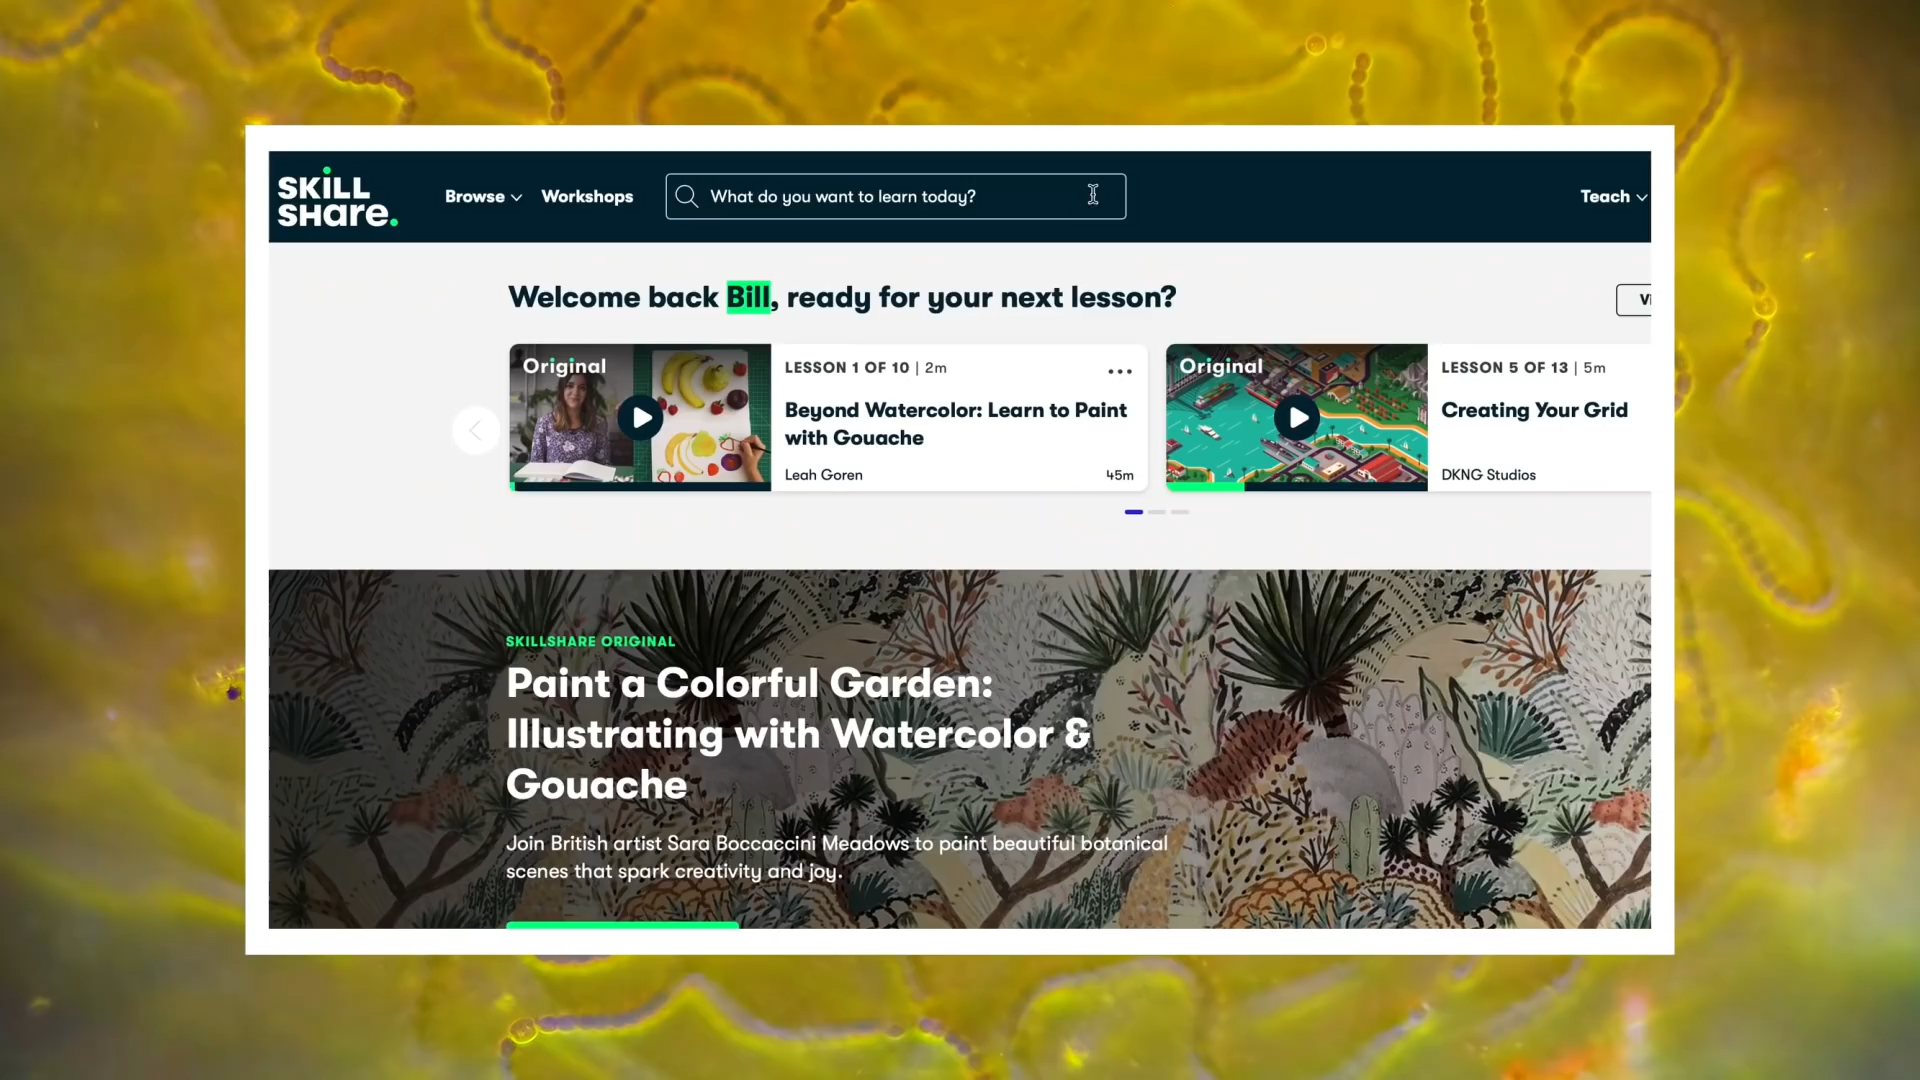 SKILL
SHare.
Browse
Workshops
What do you want to learn today?
Teach
Welcome back Bill, ready for your next lesson?
Original
LESSON 1 OF 10 | 2m
Beyond Watercolor: Learn to Paint
with Gouache
Leah Goren
45m
Original
LESSON 5 OF 13 | 5m
Creating Your Grid
DKNG Studios
SKILLSHARE ORIGINAL
Paint a Colorful Garden:
Illustrating with Watercolor &
Gouache
Join British artist Sara Boccaccini Meadows to paint beautiful botanical
scenes that spark creativity and joy.